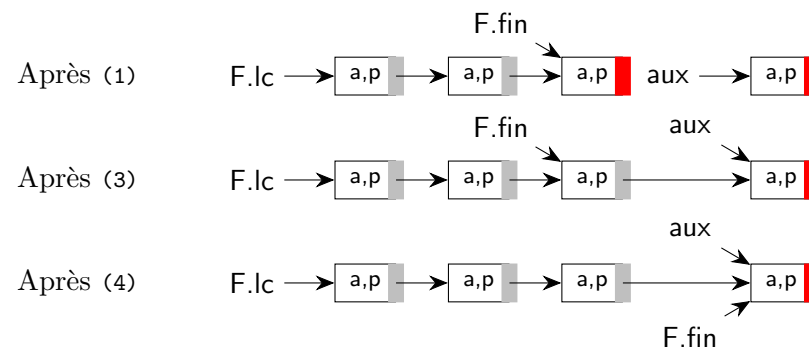 F.fin
Après (1) F.lc a,p a,p a,p aux a,p
F.fin aux
Après (3) F.lc a,p a,p a,p a,p
aux
Après (4) F.lc a,p a,p a,p a,p
F.fin